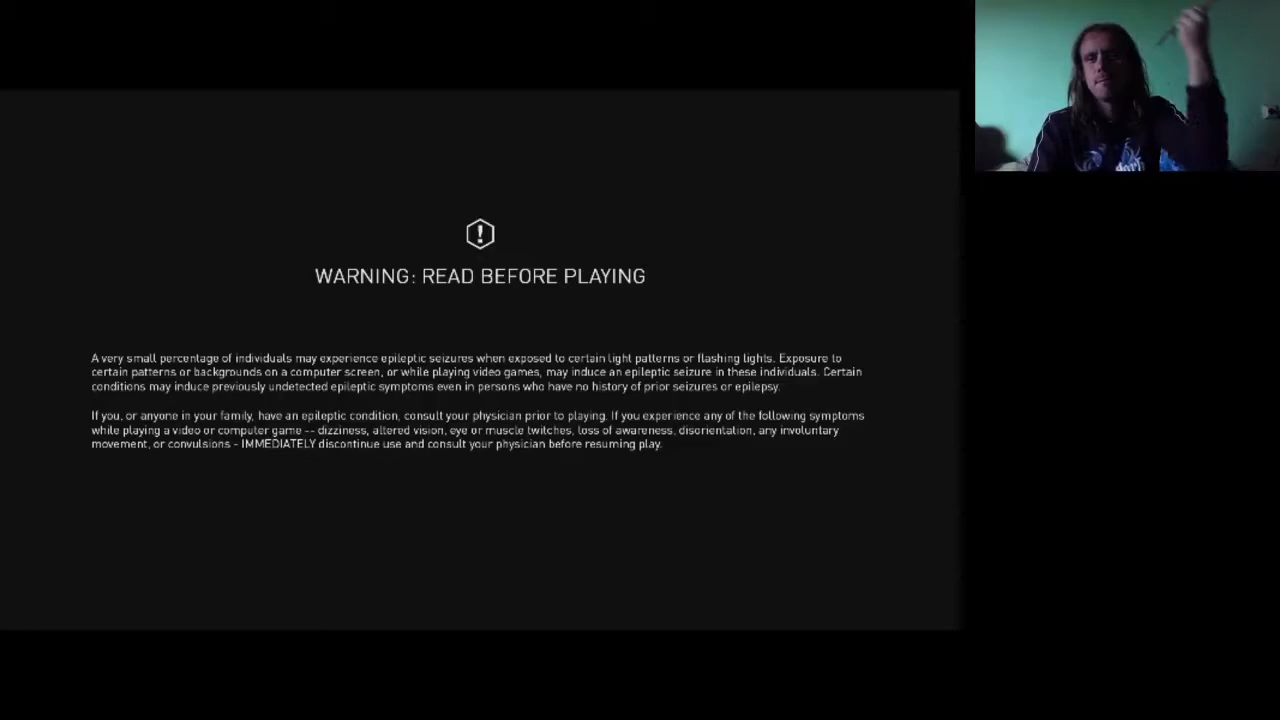 WARNING: READ BEFORE PLAYING
A very small percentage of individuals may experience epileptic seizures when exposed to certain light patterns or flashing lights. Exposure to
certain patterns or backgrounds on a computer screen, or while playing video games, may induce an epileptic seizure in these individuals. Certain
conditions may induce previously undetected epileptic symptoms even in persons who have no history of prior seizures or epilepsy.
If you, or anyone in your family, have an epileptic condition, consult your physician prior to playing. If you experience any of the following symptoms
while playing a video or computer game -- dizziness, altered vision, eye or muscle twitches, loss of awareness, disorientation, any involuntary
movement, or convulsions - IMMEDIATELY discontinue use and consult your physician before resuming play.